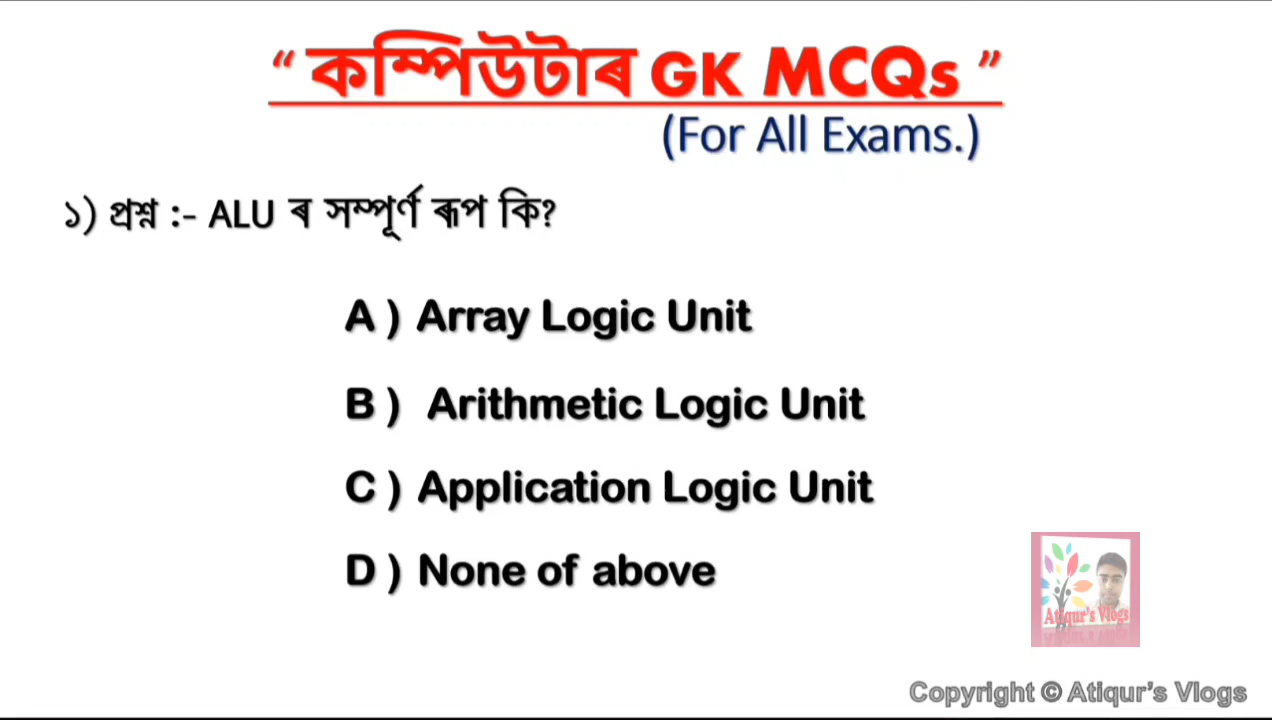 “ কম্পিউটাৰ GK MCQs ”
(For All Exams.)
১) প্ৰশ্ন :- ALU ৰ সম্পূৰ্ণ ৰূপ কি?
A ) Array Logic Unit
B ) Arithmetic Logic Unit
C ) Application Logic Unit
D ) None of above
Atiqur's Vlogs
Copyright © Atiqur's Vlogs